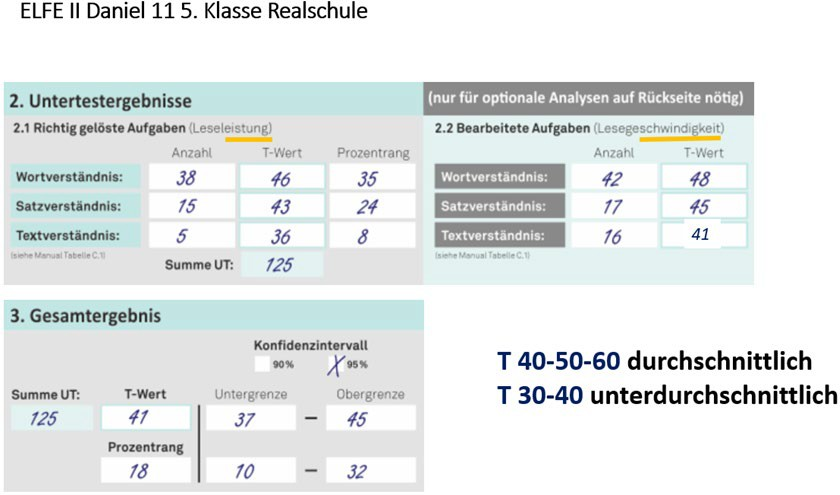 ELFE II Daniel 11 5. Klasse Realschule
2. Untertestergebnisse
2.1 Richtig gelöste Aufgaben (Leseleistung)
Anzahl T-Wert Prozentrang
Wortverständnis: 38 46 35
Satzverständnis: 15 43 24
Textverständnis: 5 36 8
(siehe Manual Tabelle C.1)
Summe UT: 125
(nur für optionale Analysen auf Rückseite nötig)
2.2 Bearbeitete Aufgaben (Lesegeschwindigkeit)
Anzahl T-Wert
Wortverständnis: 42 48
Satzverständnis: 17 45
Textverständnis: 16 41
(siehe Manual Tabelle C.1)
3. Gesamtergebnis
Konfidenzintervall
90% X 95%
Summe UT: T-Wert Untergrenze Obergrenze
125 41 37 – 45
Prozentrang
18 10 – 32
T 40-50-60 durchschnittlich
T 30-40 unterdurchschnittlich